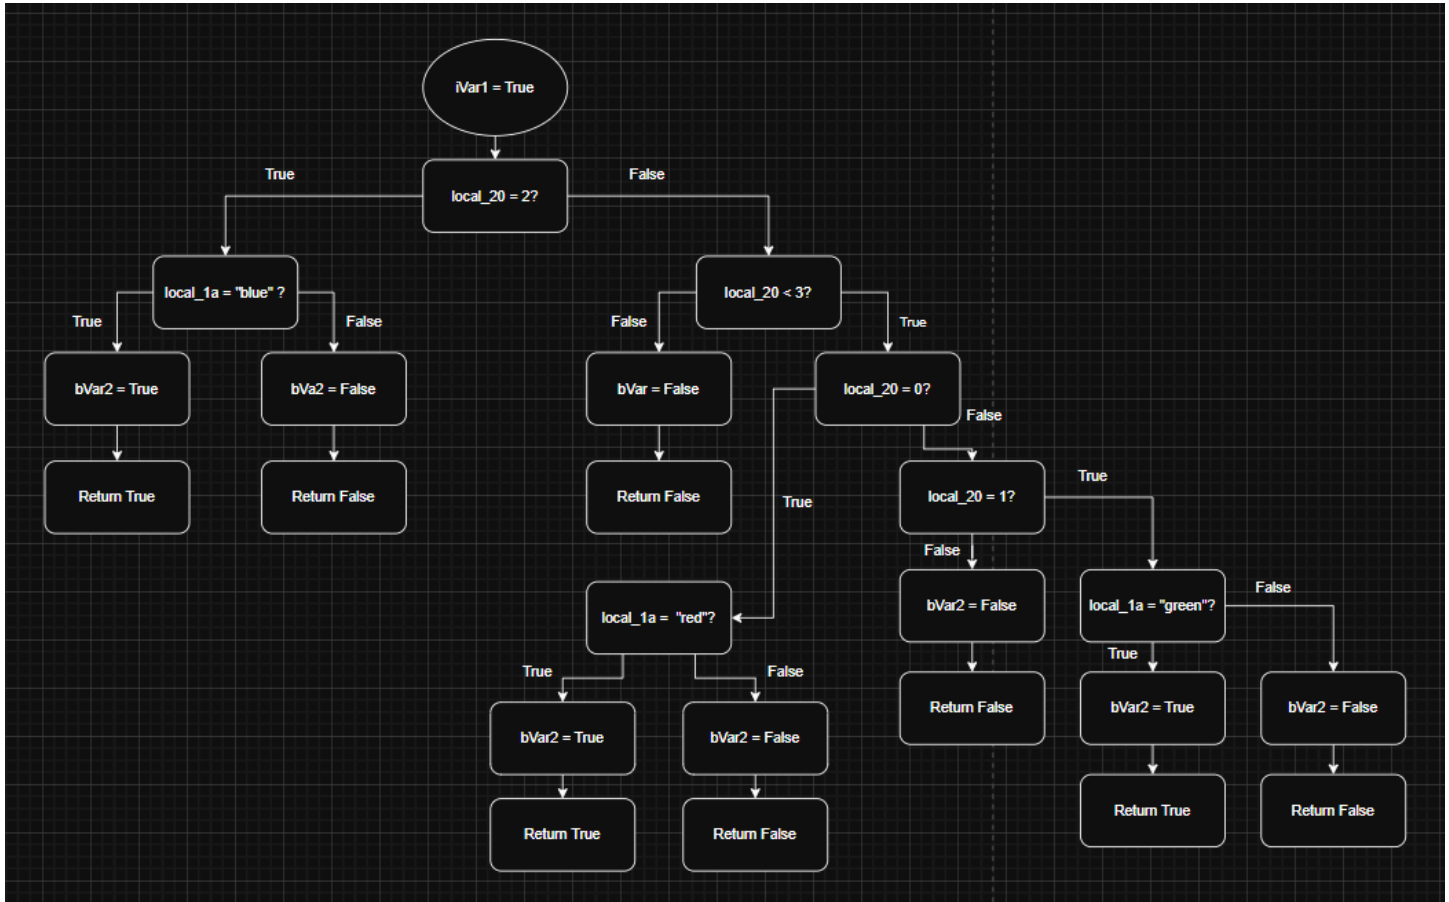 iVar1 = True
True
False
local_20 = 2?
local_1a = "blue" ?
local_20 < 3?
True
False
False
True
bVar2 = True
bVa2 = False
bVar = False
local_20 = 0?
False
Return True
Return False
Return False
True
local_20 = 1?
True
False
local_1a = "red"?
bVar2 = False
local_1a = "green"?
False
True
False
True
Return False
bVar2 = True
bVar2 = False
bVar2 = True
bVar2 = False
Return True
Return False
Return True
Return False